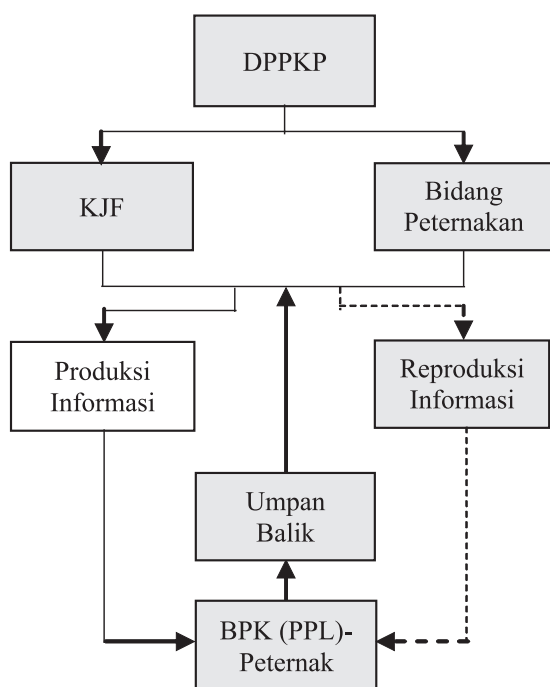 DPPKP
KJF
Bidang
Peternakan
Produksi
Informasi
Reproduksi
Informasi
Umpan
Balik
BPK (PPL)-
Peternak